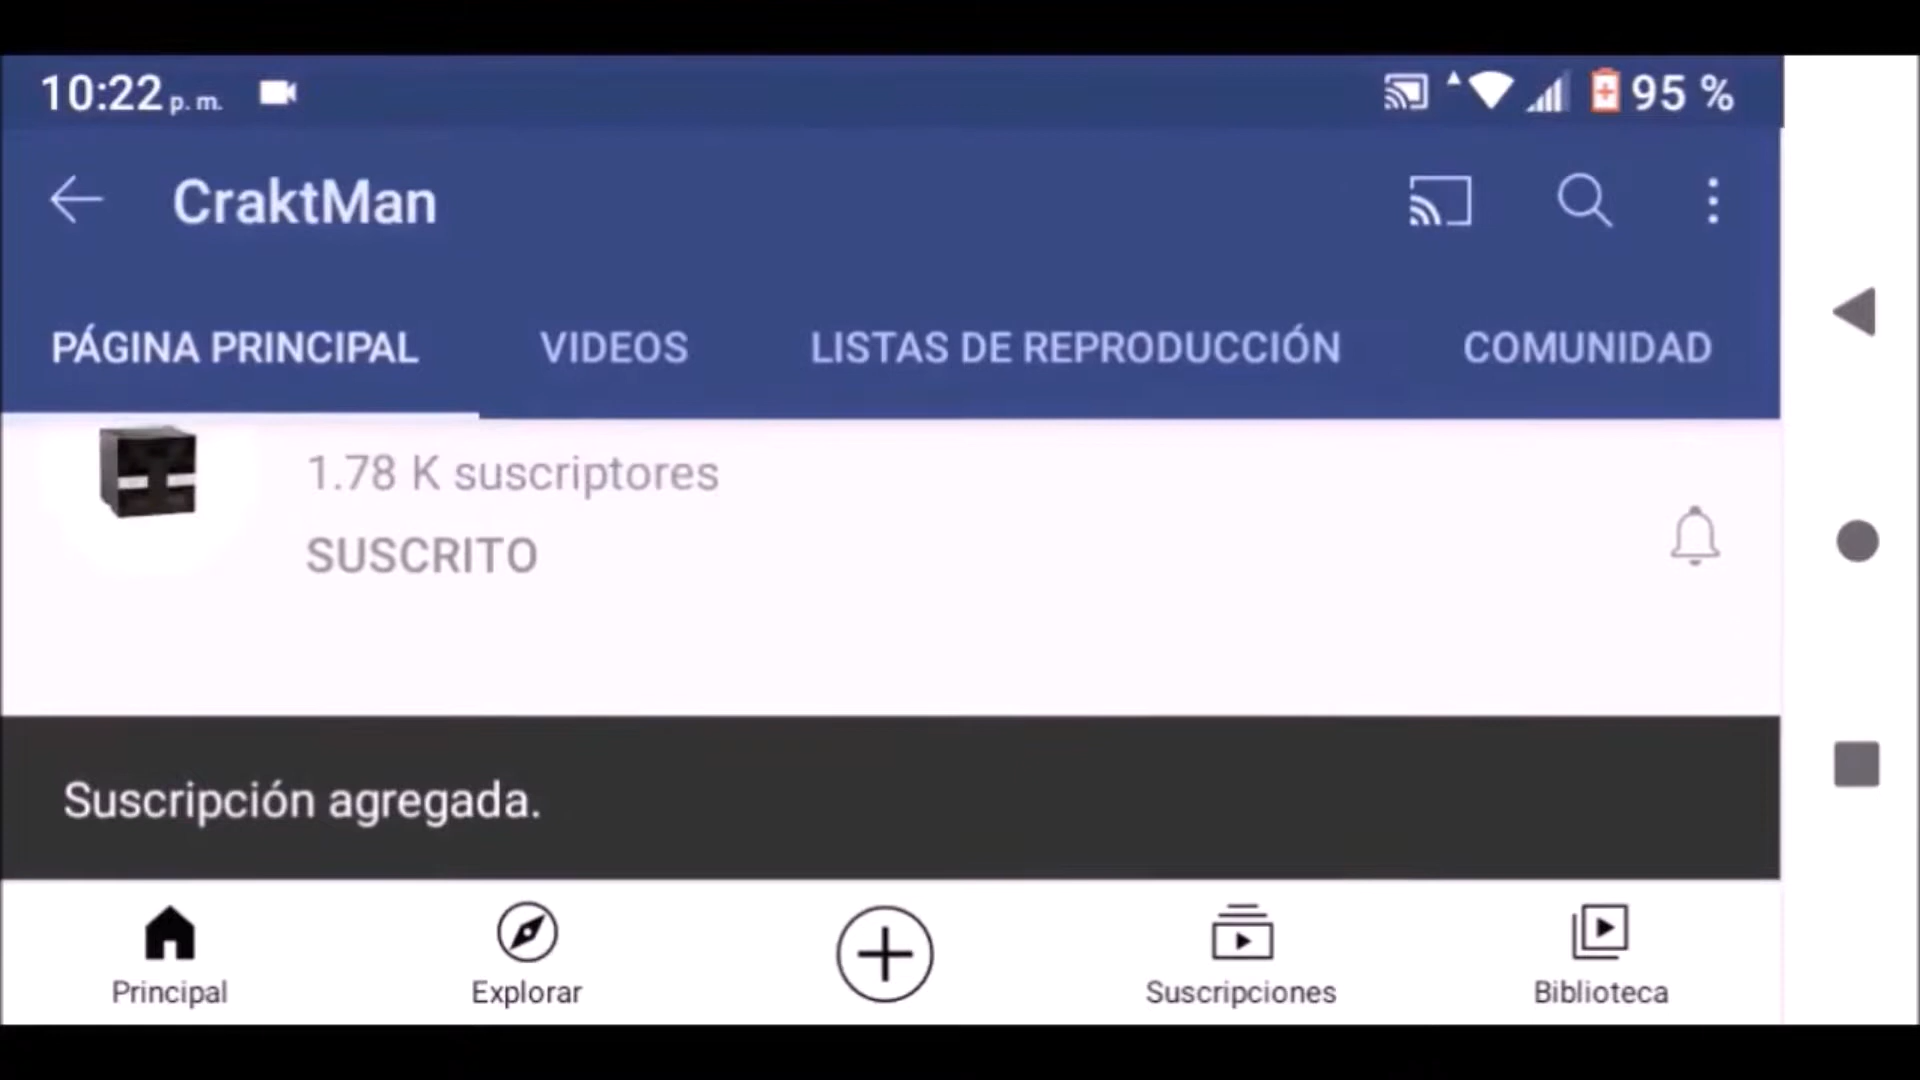 10:22 p. m.
95 %
CraktMan
PÁGINA PRINCIPAL
VIDEOS
LISTAS DE REPRODUCCIÓN
COMUNIDAD
1.78 K suscriptores
SUSCRITO
Suscripción agregada.
Principal
Explorar
Suscripciones
Biblioteca